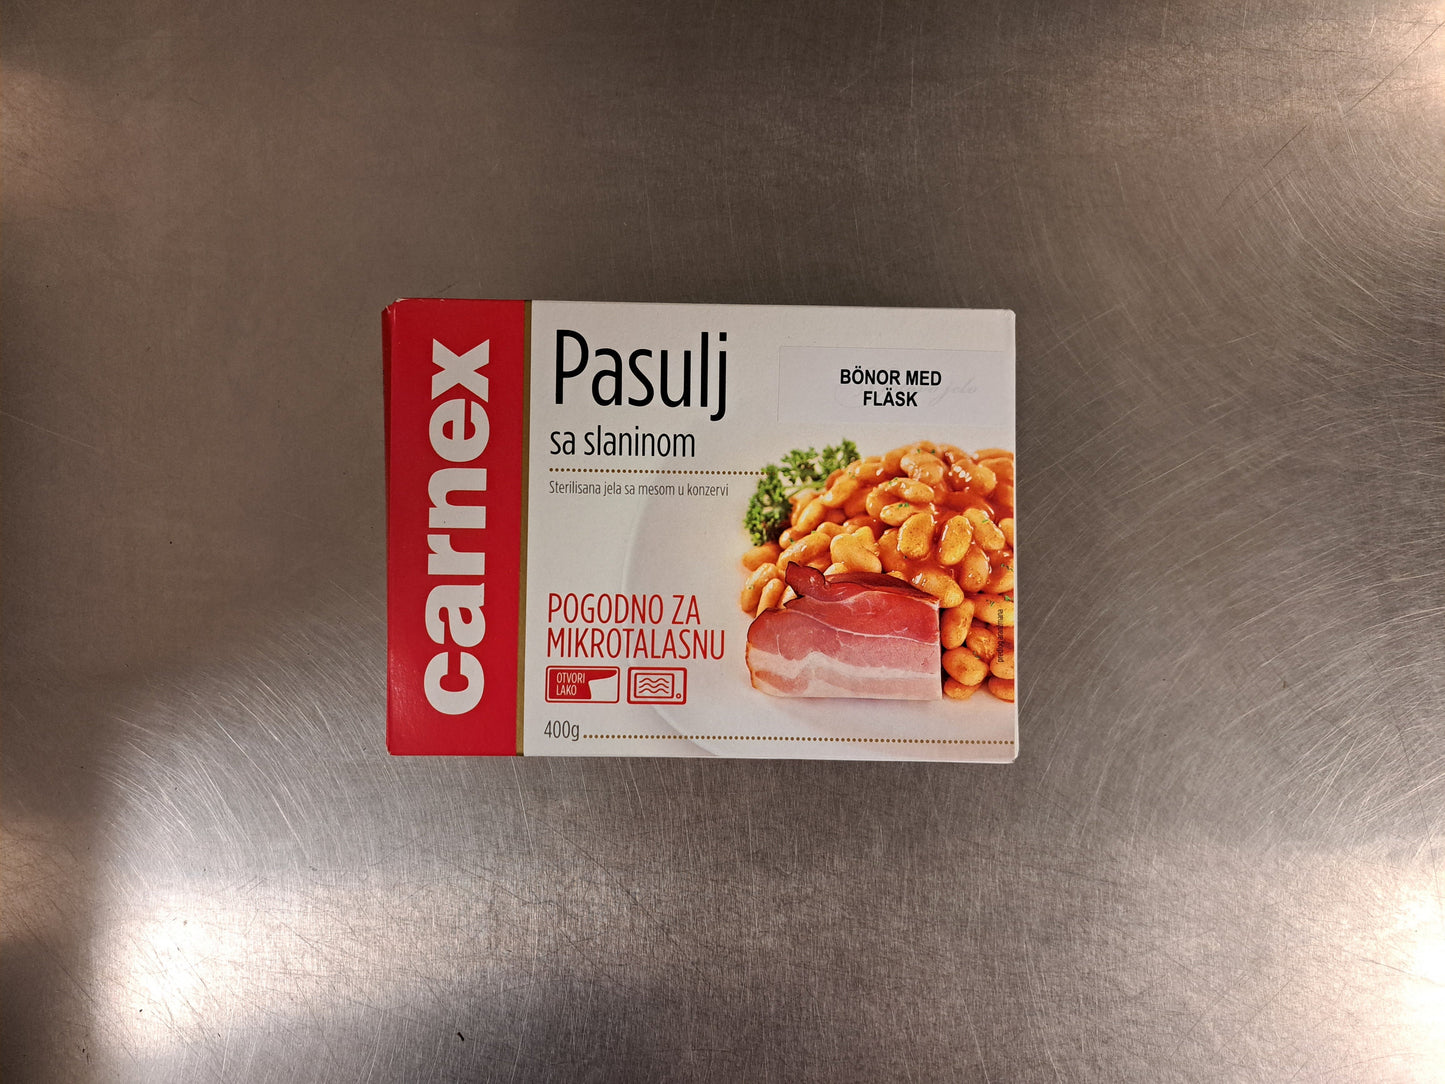 carnex
Pasulj
sa slaninom
Sterilisana jela sa mesom u konzervi
BÖNOR MED
FLÄSK
POGODNO ZA
MIKROTALASNU
OTVORI
LAKO
400g